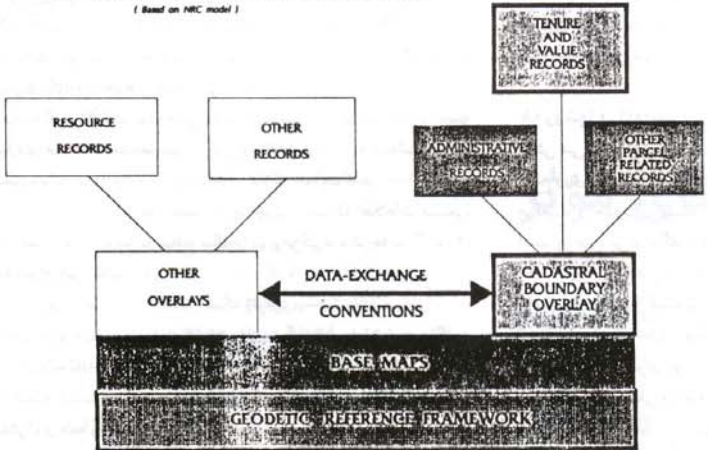 ( Based on NRC model )
TENURE
AND
VALUE
RECORDS
RESOURCE
RECORDS
OTHER
RECORDS
ADMINISTRATIVE
RECORDS
OTHER
PARCEL
RELATED
RECORDS
OTHER
OVERLAYS
DATA-EXCHANGE
CONVENTIONS
CADASTRAL
BOUNDARY
OVERLAY
BASE MAPS
GEODETIC REFERENCE FRAMEWORK